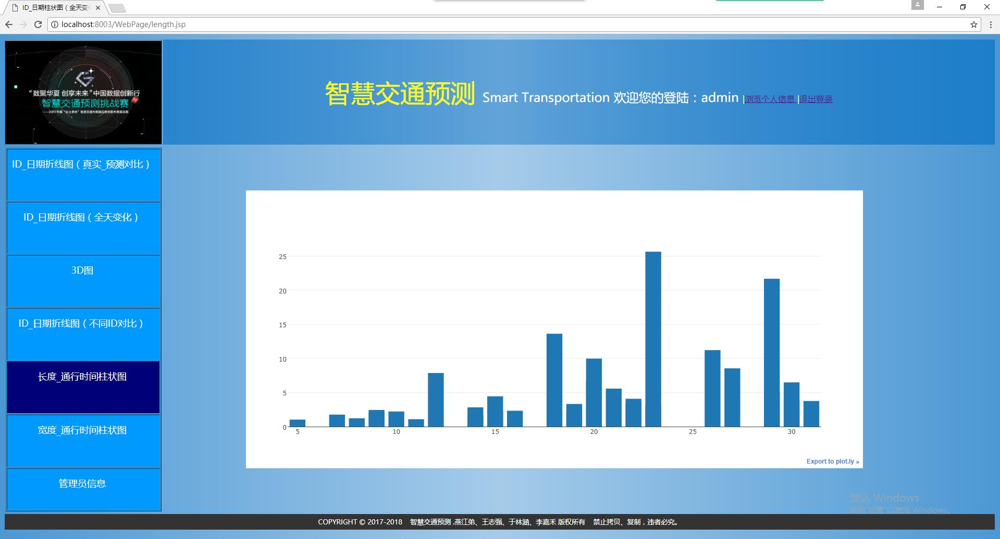 ID_日期柱状图（全天变
localhost:8003/WebPage/length.jsp
“数聚华夏 创享未来”中国数据创新行
智慧交通预测挑战赛
——2017中国“云上贵州”智慧交通大数据应用创新大赛算法赛
智慧交通预测 Smart Transportation 欢迎您的登陆：admin |浏览个人信息 |退出登录
ID_日期折线图（真实_预测对比）
ID_日期折线图（全天变化）
3D图
ID_日期折线图（不同ID对比）
长度_通行时间柱状图
宽度_通行时间柱状图
管理员信息
25
20
15
10
5
0
5 10 15 20 25 30
Export to plot.ly »
激活 Windows
转到“设置”以激活 Windows。
COPYRIGHT © 2017-2018 智慧交通预测 .燕江弟、王志强、于林涵、李嘉禾 版权所有 禁止拷贝、复制，违者必究。